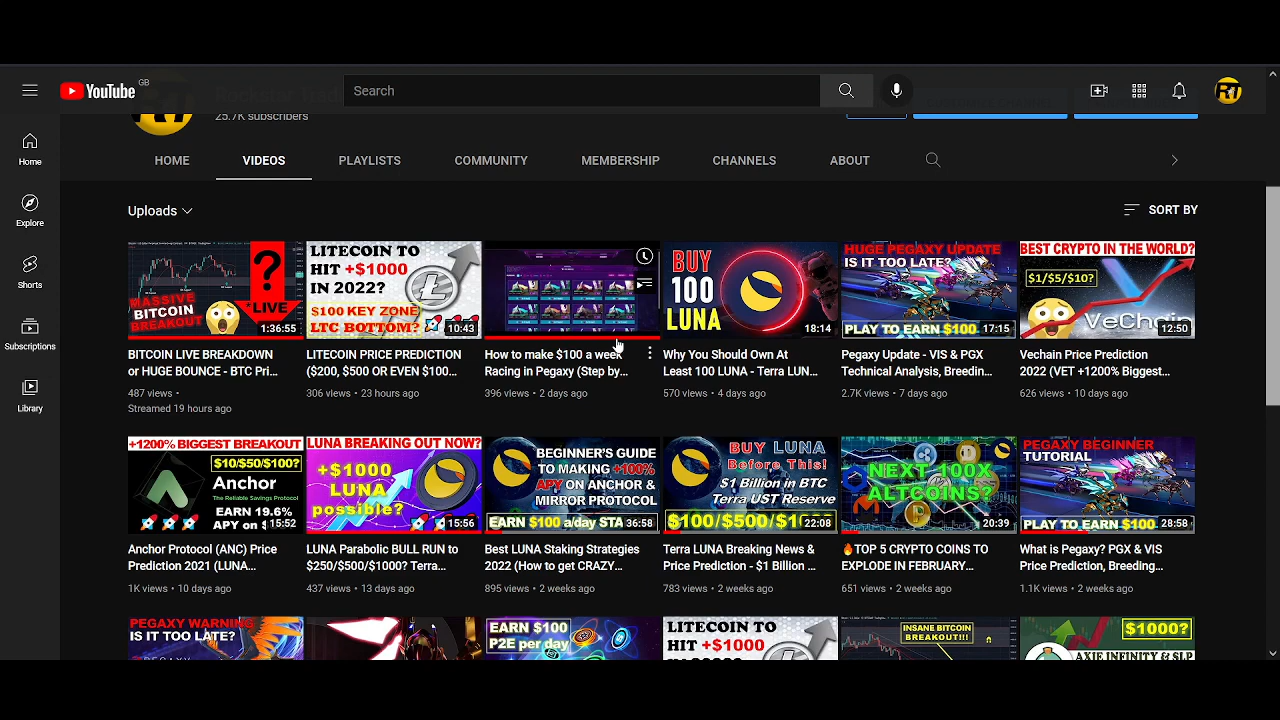 YouTube GB
Search
25.7K subscribers
HOME VIDEOS PLAYLISTS COMMUNITY MEMBERSHIP CHANNELS ABOUT
Home
Explore
Shorts
Subscriptions
Library
Uploads
SORT BY
MASSIVE
BITCOIN
BREAKOUT
?
*LIVE
1:36:55
BITCOIN LIVE BREAKDOWN
or HUGE BOUNCE - BTC Pri...
487 views •
Streamed 19 hours ago
LITECOIN TO
HIT +$1000
IN 2022?
$100 KEY ZONE
LTC BOTTOM?
10:43
LITECOIN PRICE PREDICTION
($200, $500 OR EVEN $100...
306 views • 23 hours ago
How to make $100 a week
Racing in Pegaxy (Step by...
396 views • 2 days ago
BUY
100
LUNA
18:14
Why You Should Own At
Least 100 LUNA - Terra LUN...
570 views • 4 days ago
HUGE PEGAXY UPDATE
IS IT TOO LATE?
PLAY TO EARN $100
17:15
Pegaxy Update - VIS & PGX
Technical Analysis, Breedin...
2.7K views • 7 days ago
BEST CRYPTO IN THE WORLD?
$1/$5/$10?
VeChain
12:50
Vechain Price Prediction
2022 (VET +1200% Biggest...
626 views • 10 days ago
+1200% BIGGEST BREAKOUT
$10/$50/$100?
Anchor
The Reliable Savings Protocol
EARN 19.6%
APY on $
15:52
Anchor Protocol (ANC) Price
Prediction 2021 (LUNA...
1K views • 10 days ago
LUNA BREAKING OUT NOW?
+$1000
LUNA
possible?
15:56
LUNA Parabolic BULL RUN to
$250/$500/$1000? Terra...
437 views • 13 days ago
BEGINNER'S GUIDE
TO MAKING +100%
APY ON ANCHOR &
MIRROR PROTOCOL
EARN $100 a/day STA
36:58
Best LUNA Staking Strategies
2022 (How to get CRAZY...
895 views • 2 weeks ago
BUY LUNA
Before This!
$1 Billion in BTC
Terra UST Reserve
$100/$500/$1
22:08
Terra LUNA Breaking News &
Price Prediction - $1 Billion ...
783 views • 2 weeks ago
NEXT 100X
ALTCOINS?
20:39
🔥TOP 5 CRYPTO COINS TO
EXPLODE IN FEBRUARY...
651 views • 2 weeks ago
PEGAXY BEGINNER
TUTORIAL
PLAY TO EARN $100
28:58
What is Pegaxy? PGX & VIS
Price Prediction, Breeding...
1.1K views • 2 weeks ago
PEGAXY WARNING
IS IT TOO LATE?
EARN $100
P2E per day
LITECOIN TO
HIT +$1000
INSANE BITCOIN
BREAKOUT!!!
$1000?
AXIE INFINITY & SLP